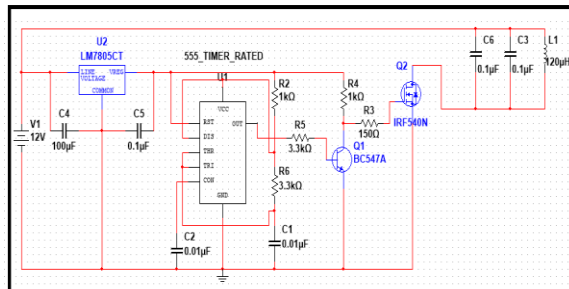 U2
LM7805CT
LINE
VOLTAGE
VREG
COMMON
V1
12V
C4
100µF
C5
0.1µF
555_TIMER_RATED
U1
VCC
RST
DIS
THR
TRI
CON
OUT
GND
R2
1kΩ
R6
3.3kΩ
C2
0.01µF
C1
0.01µF
R5
3.3kΩ
R4
1kΩ
R3
150Ω
Q1
BC547A
Q2
IRF540N
C6
0.1µF
C3
0.1µF
L1
120µH